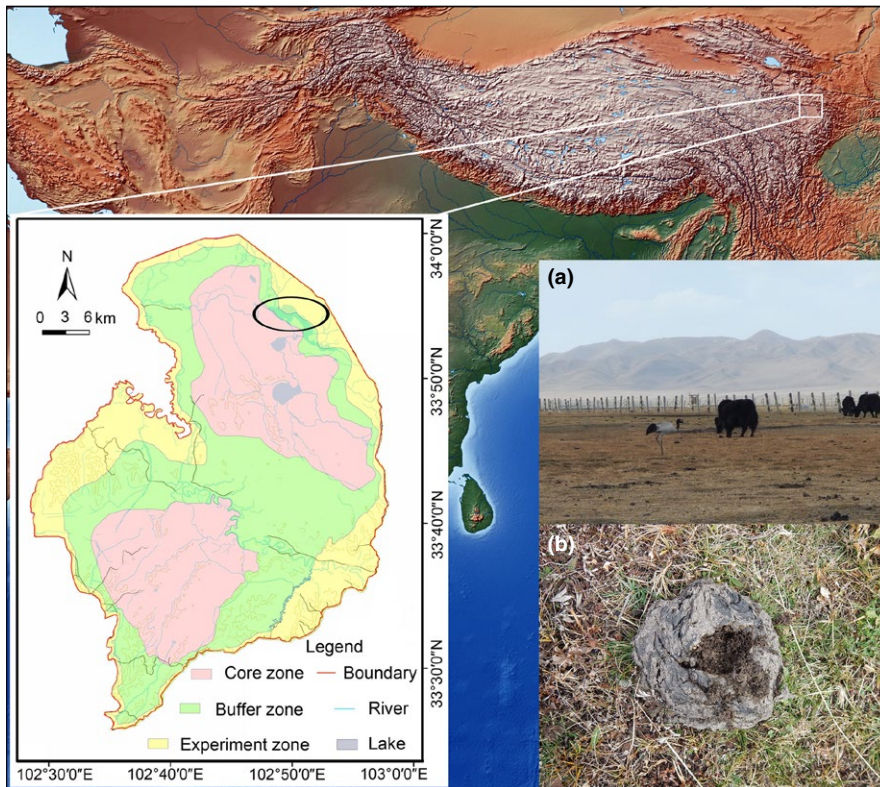 N
0 3 6 km
34°0′0″N
33°50′0″N
33°40′0″N
33°30′0″N
Legend
Core zone
Boundary
Buffer zone
River
Experiment zone
Lake
102°30′0″E 102°40′0″E 102°50′0″E 103°0′0″E
(a)
(b)